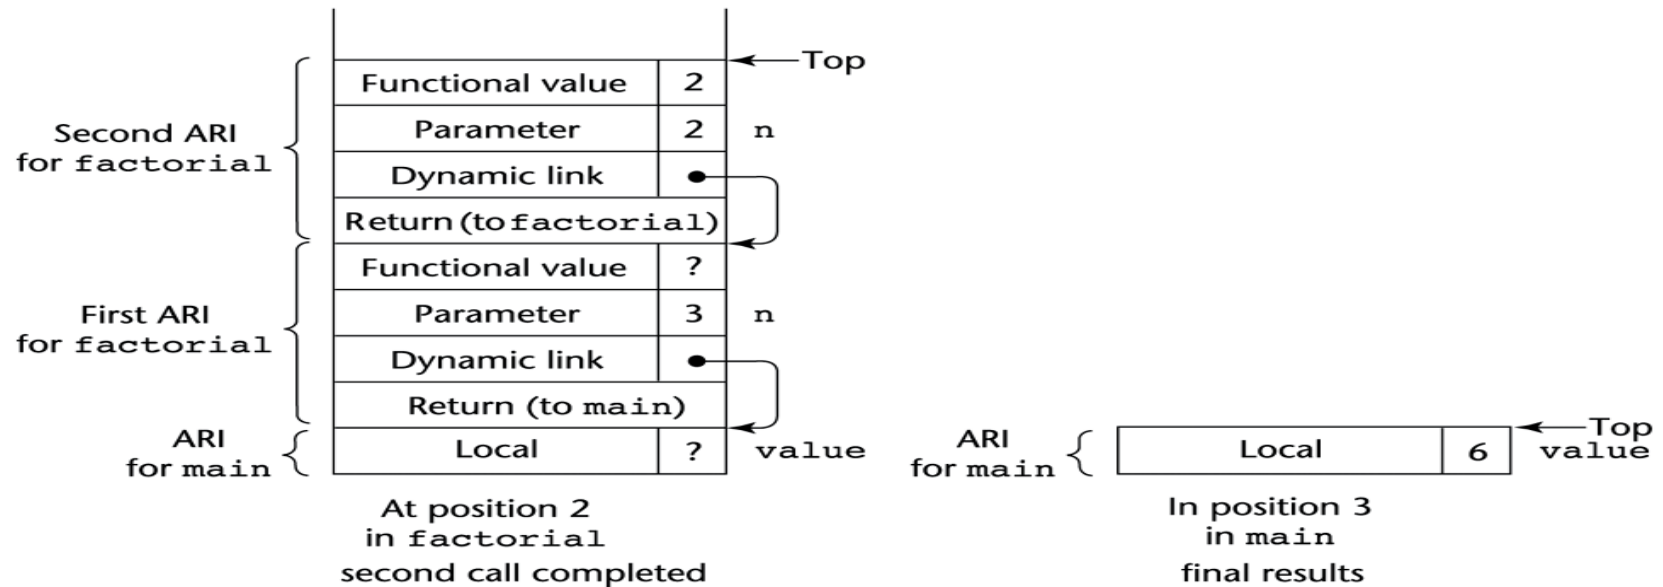 Top
Functional value 2
Second ARI
for factorial
Parameter 2 n
Dynamic link
Return (to factorial)
Functional value ?
First ARI
for factorial
Parameter 3 n
Dynamic link
Return (to main)
ARI
for main
Local ? value
At position 2
in factorial
second call completed
Top
ARI
for main
Local 6 value
In position 3
in main
final results